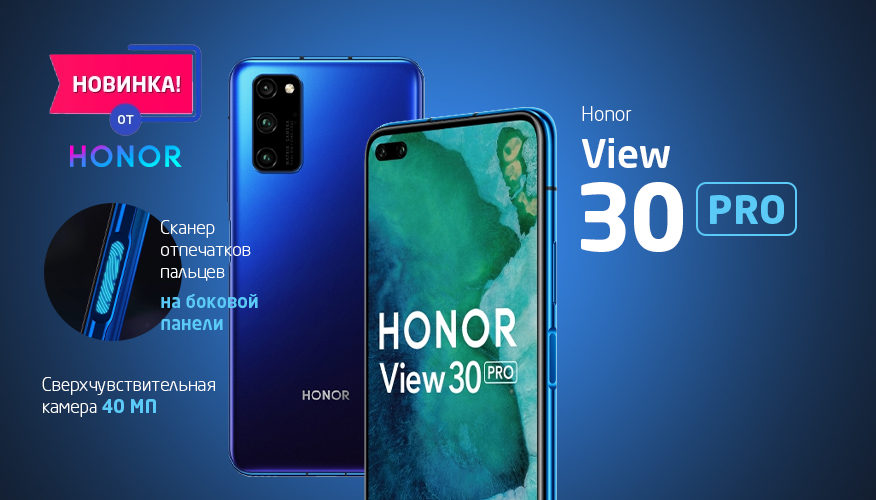 НОВИНКА!
от
HONOR
Сканер
отпечатков
пальцев
на боковой
панели
Сверхчувствительная
камера 40 МП
HONOR
HONOR
View 30 PRO
Honor
View
30 PRO